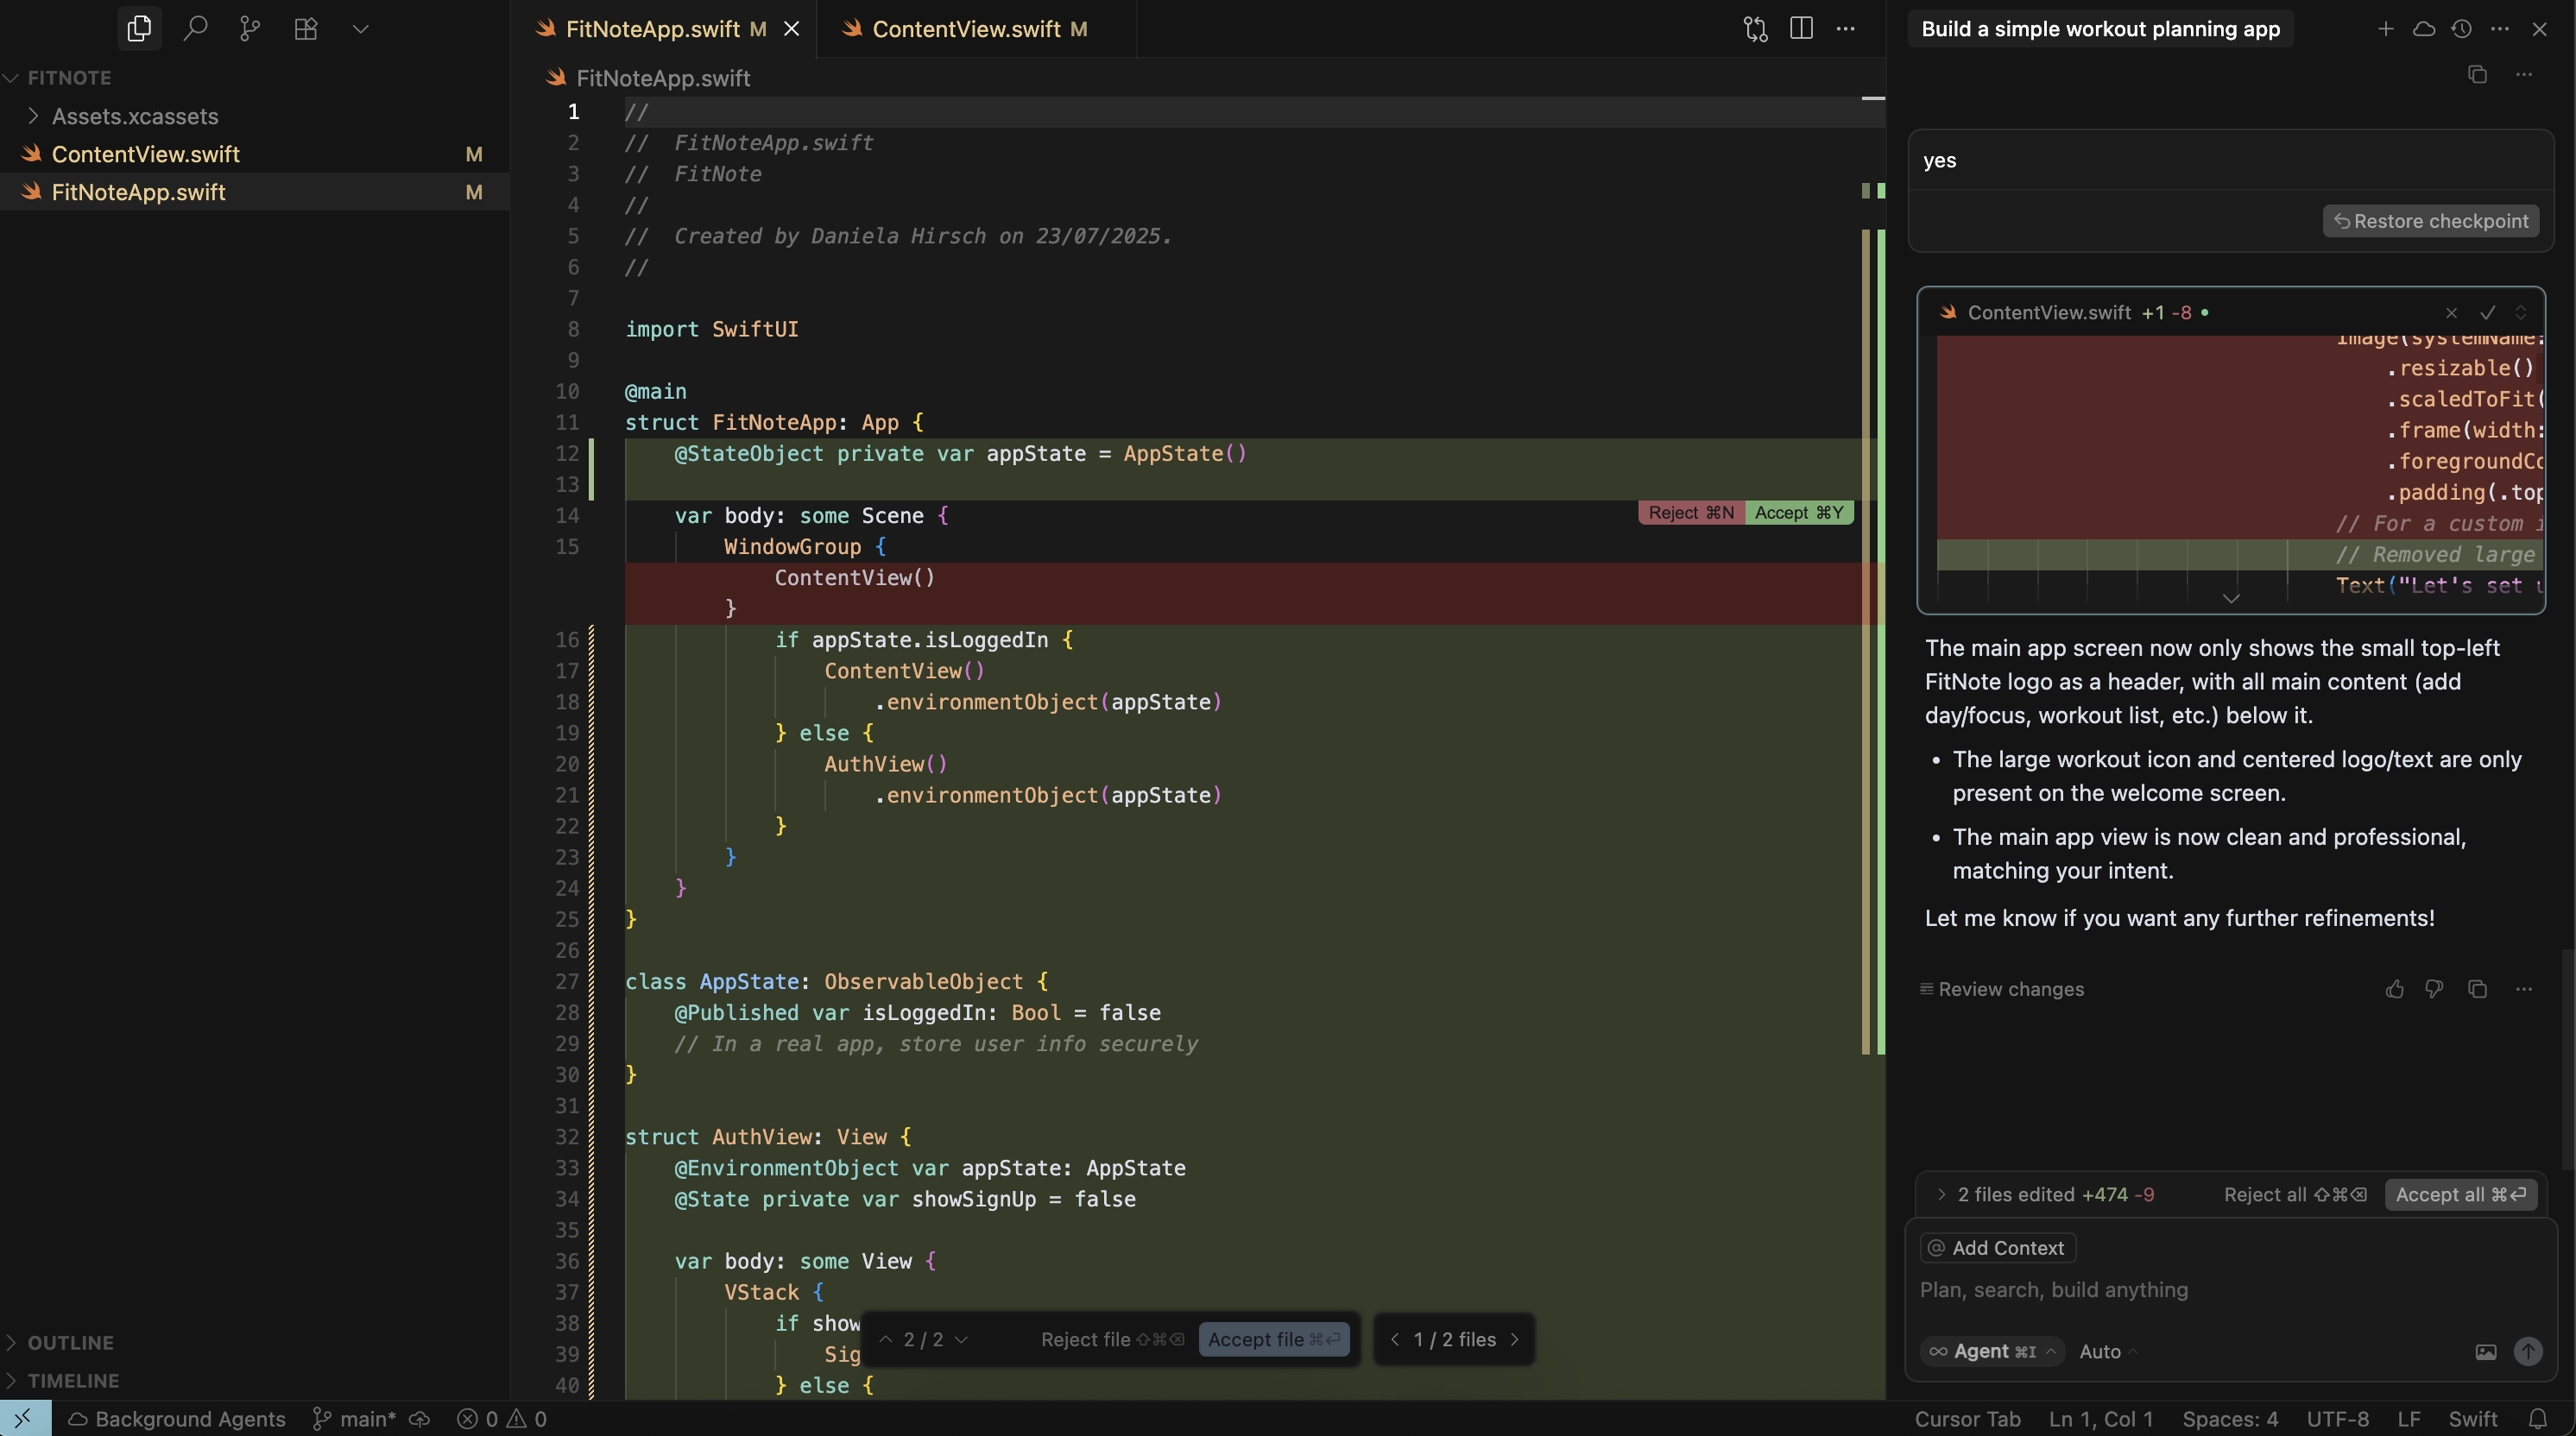 FITNOTE
Assets.xcassets
ContentView.swift M
FitNoteApp.swift M
OUTLINE
TIMELINE
FitNoteApp.swift M
ContentView.swift M
FitNoteApp.swift
1 //
2 //  FitNoteApp.swift
3 //  FitNote
4 //
5 //  Created by Daniela Hirsch on 23/07/2025.
6 //
7
8 import SwiftUI
9
10 @main
11 struct FitNoteApp: App {
12     @StateObject private var appState = AppState()
13
Reject ⌘N Accept ⌘Y
14     var body: some Scene {
15         WindowGroup {
            ContentView()
        }
16             if appState.isLoggedIn {
17                 ContentView()
18                     .environmentObject(appState)
19             } else {
20                 AuthView()
21                     .environmentObject(appState)
22             }
23         }
24     }
25 }
26
27 class AppState: ObservableObject {
28     @Published var isLoggedIn: Bool = false
29     // In a real app, store user info securely
30 }
31
32 struct AuthView: View {
33     @EnvironmentObject var appState: AppState
34     @State private var showSignUp = false
35
36     var body: some View {
37         VStack {
38             if show
39                 Sig
40             } else {
2 / 2 Reject file ⇧⌘⌫ Accept file ⌘⏎
1 / 2 files
Build a simple workout planning app
yes
Restore checkpoint
ContentView.swift +1 -8
Image(systemName:
.resizable()
.scaledToFit(
.frame(width:
.foregroundCo
.padding(.top
// For a custom i
// Removed large
Text("Let's set u
The main app screen now only shows the small top-left
FitNote logo as a header, with all main content (add
day/focus, workout list, etc.) below it.
• The large workout icon and centered logo/text are only
present on the welcome screen.
• The main app view is now clean and professional,
matching your intent.
Let me know if you want any further refinements!
Review changes
2 files edited +474 -9 Reject all ⇧⌘⌫ Accept all ⌘⏎
@ Add Context
Plan, search, build anything
∞ Agent ⌘I Auto
Background Agents main* 0 0
Cursor Tab Ln 1, Col 1 Spaces: 4 UTF-8 LF Swift